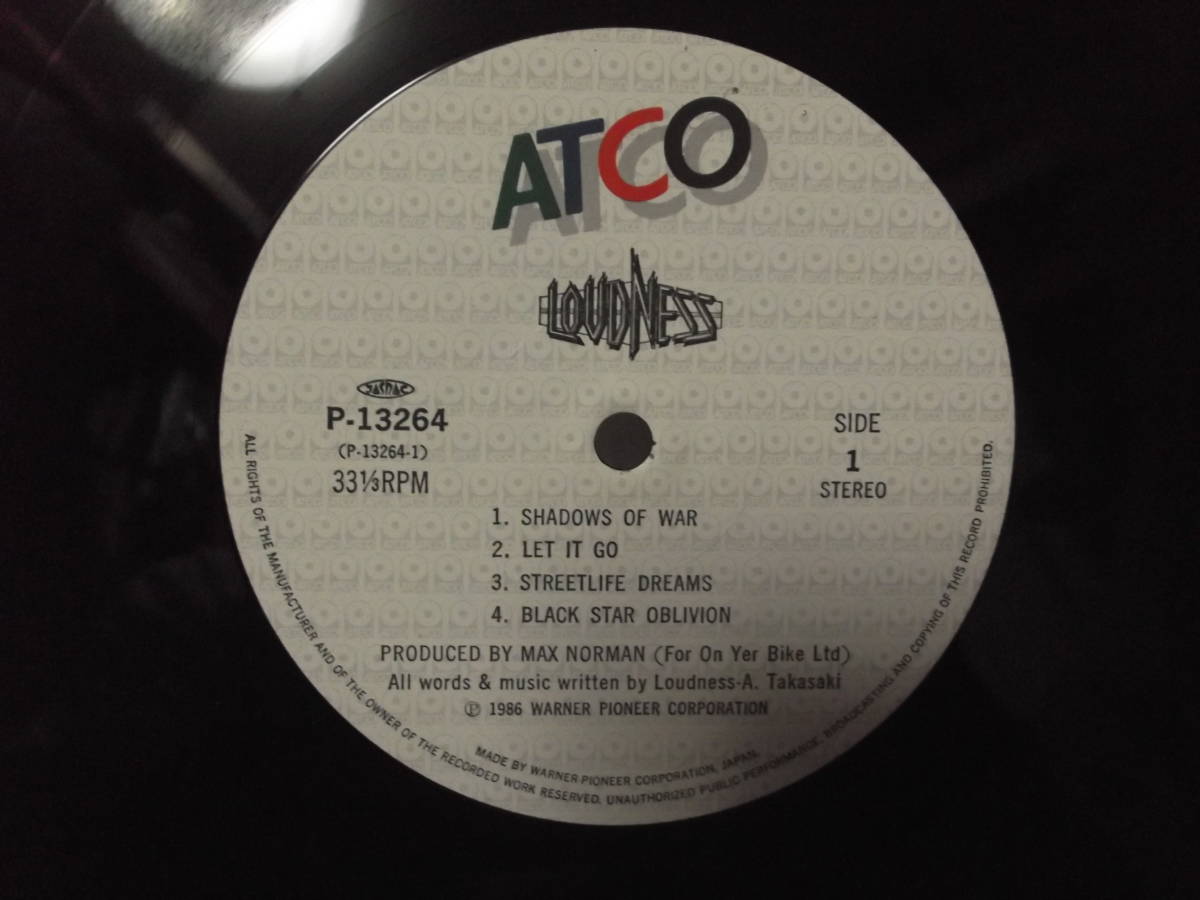 ATCO
LOUDNESS
JASRAC
P-13264
(P-13264-1)
33⅓RPM
SIDE
1
STEREO
1. SHADOWS OF WAR
2. LET IT GO
3. STREETLIFE DREAMS
4. BLACK STAR OBLIVION
PRODUCED BY MAX NORMAN (For On Yer Bike Ltd)
All words & music written by Loudness-A. Takasaki
Ⓟ 1986 WARNER PIONEER CORPORATION
MADE BY WARNER-PIONEER CORPORATION, JAPAN.
ALL RIGHTS OF THE MANUFACTURER AND OF THE OWNER OF THE RECORDED WORK RESERVED. UNAUTHORIZED PUBLIC PERFORMANCE, BROADCASTING AND COPYING OF THIS RECORD PROHIBITED.